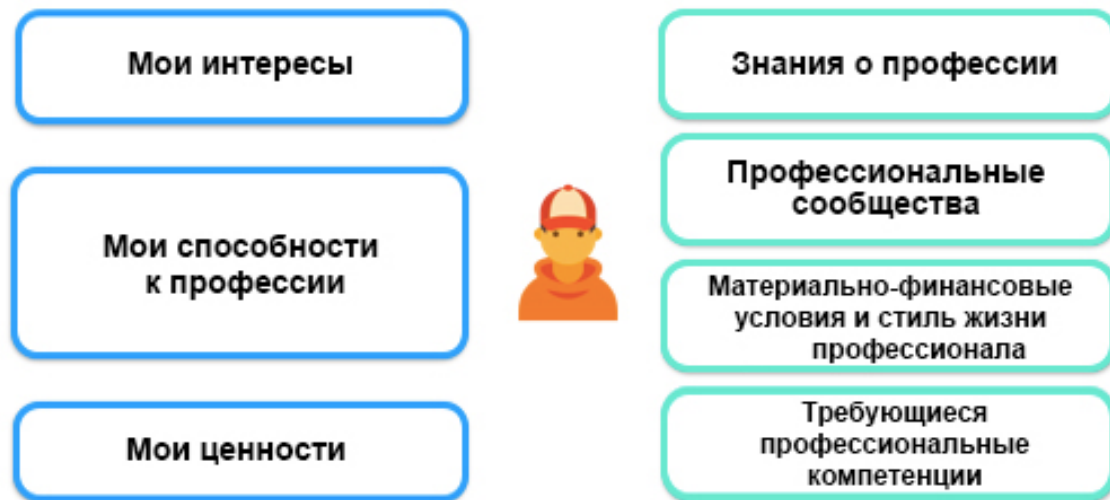 Мои интересы
Мои способности
к профессии
Мои ценности
Знания о профессии
Профессиональные
сообщества
Материально-финансовые
условия и стиль жизни
профессионала
Требующиеся
профессиональные
компетенции